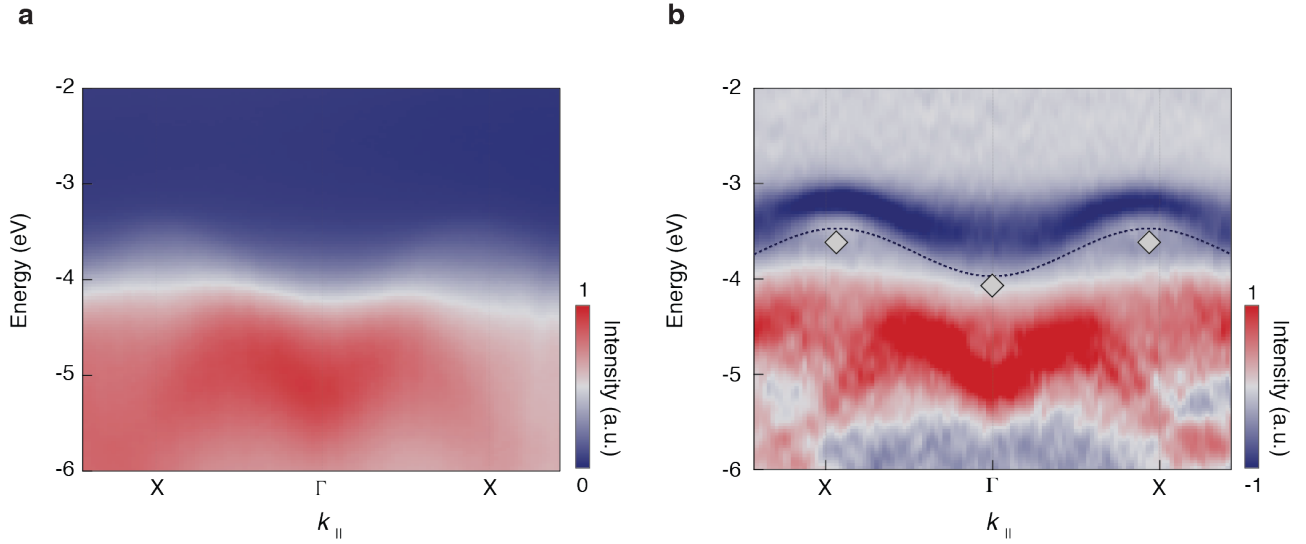 a
b
-2
-3
-4
-5
-6
Energy (eV)
X
Γ
X
k ||
1
0
Intensity (a.u.)
-2
-3
-4
-5
-6
Energy (eV)
X
Γ
X
k ||
1
-1
Intensity (a.u.)